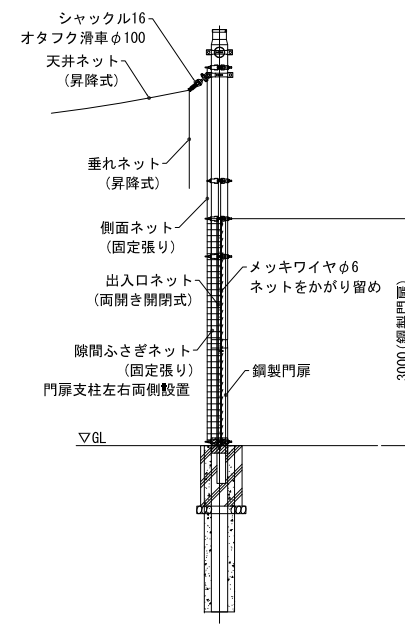 シャックル16
オタフク滑車φ100
天井ネット
(昇降式)
垂れネット
(昇降式)
側面ネット
(固定張り)
出入口ネット
(両開き開閉式)
隙間ふさぎネット
(固定張り)
門扉支柱左右両側設置
メッキワイヤφ6
ネットをかがり留め
鋼製門扉
3000(鋼製門扉)
▽GL